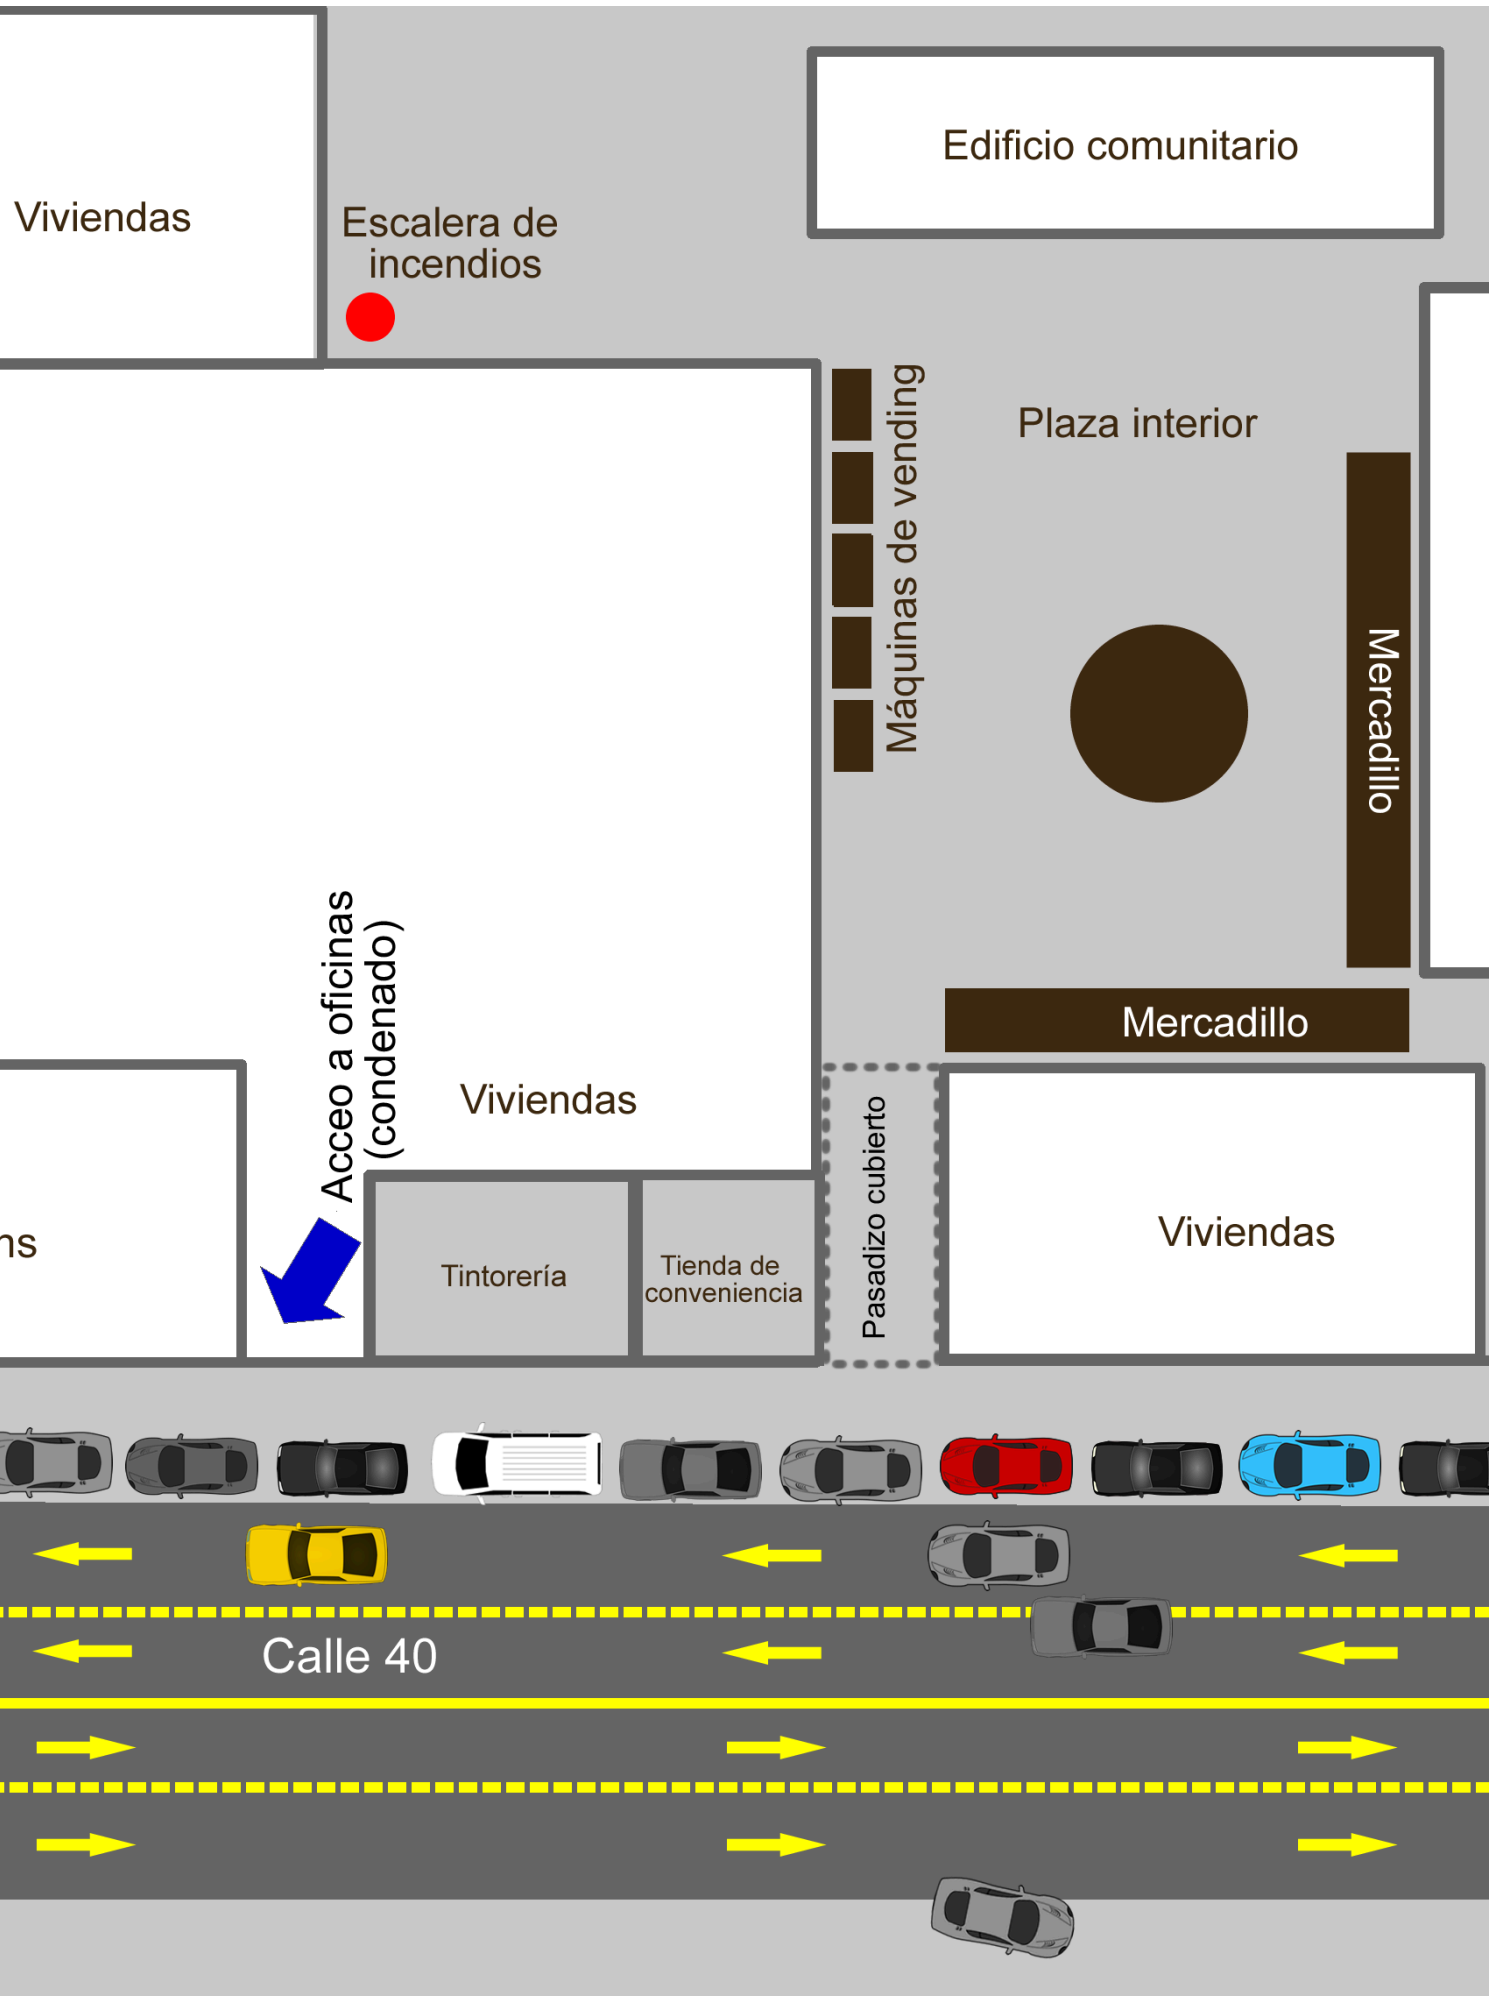 Edificio comunitario
Viviendas
Escalera de
incendios
Plaza interior
Máquinas de vending
Mercadillo
Acceo a oficinas
(condenado)
Mercadillo
Viviendas
Pasadizo cubierto
Viviendas
ns
Tintorería
Tienda de
conveniencia
Calle 40